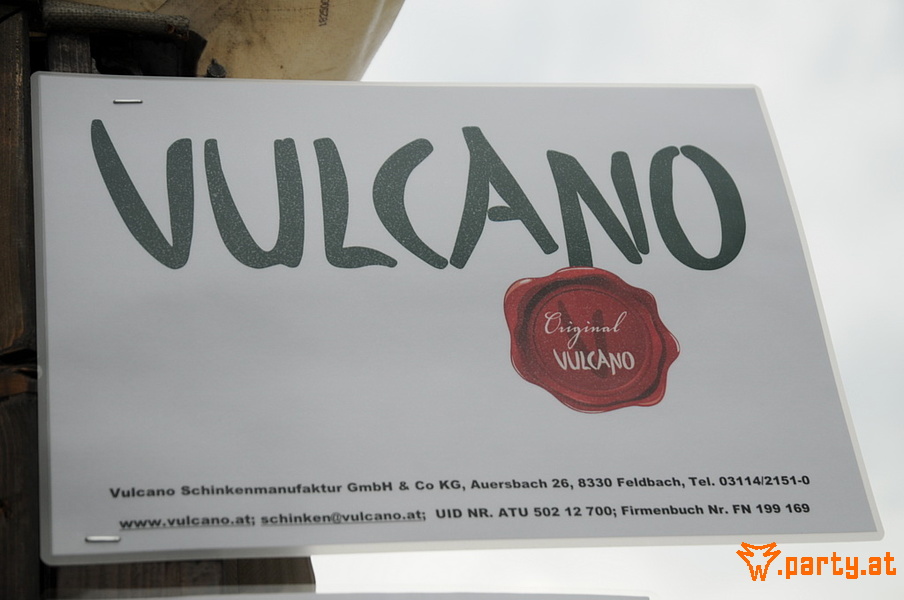 VULCANO
Original
VULCANO
Vulcano Schinkenmanufaktur GmbH & Co KG, Auersbach 26, 8330 Feldbach, Tel. 03114/2151-0
www.vulcano.at; schinken@vulcano.at; UID NR. ATU 502 12 700; Firmenbuch Nr. FN 199 169
w.party.at